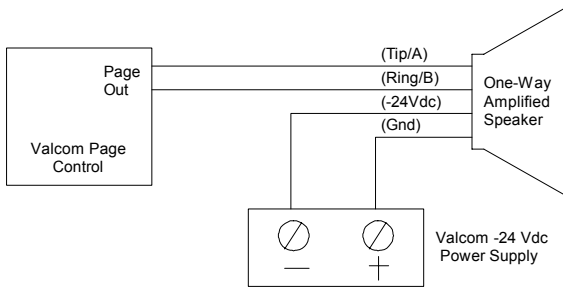 Page
Out
Valcom Page
Control
(Tip/A)
(Ring/B)
(-24Vdc)
(Gnd)
One-Way
Amplified
Speaker
— +
Valcom -24 Vdc
Power Supply